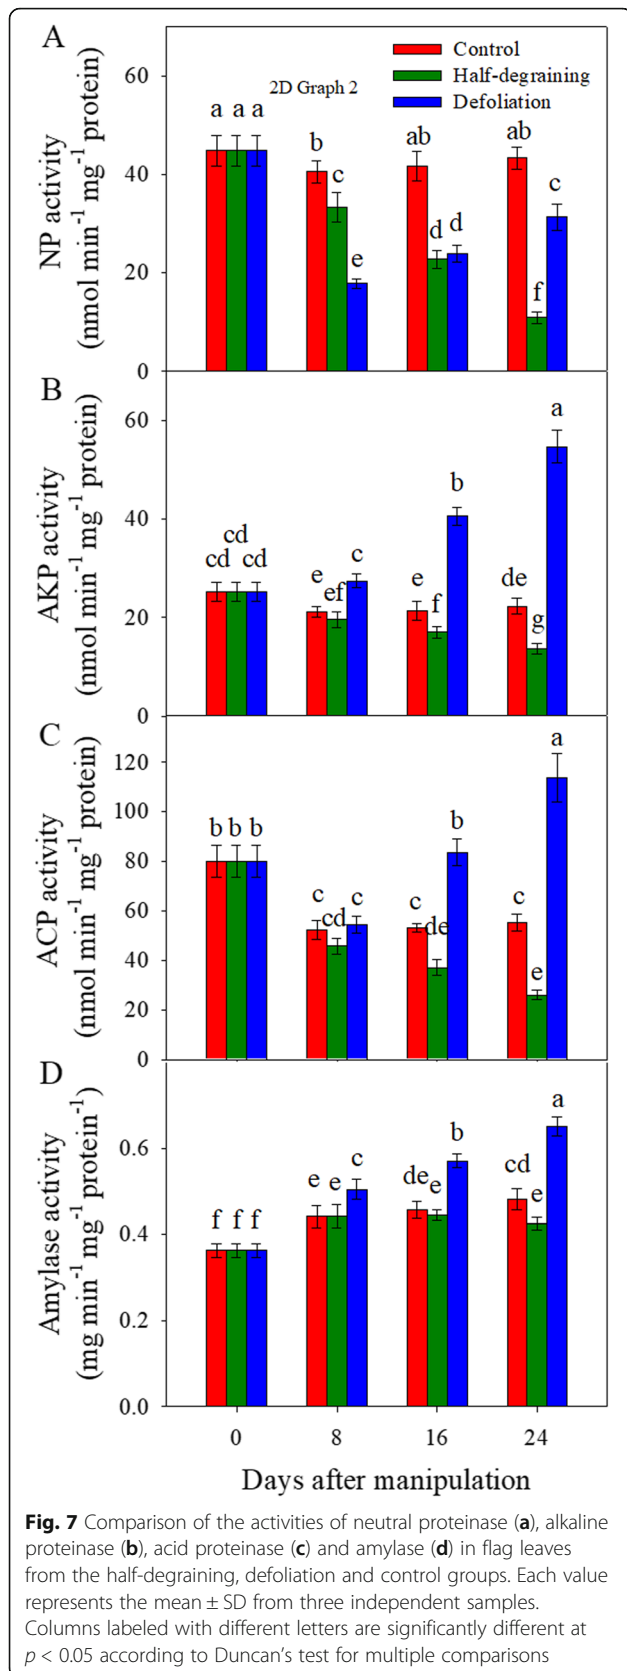 A
Control
Half-degraining
Defoliation
2D Graph 2
NP activity
(nmol min⁻¹ mg⁻¹ protein)
60
40
20
0
a a a
b
c
e
ab
d d
ab
f
c
B
AKP activity
(nmol min⁻¹ mg⁻¹ protein)
60
40
20
0
cd
cd cd
e
ef
c
e
f
b
de
g
a
C
ACP activity
(nmol min⁻¹ mg⁻¹ protein)
120
100
80
60
40
20
0
b b b
c
cd
c
c
de
b
c
e
a
D
Amylase activity
(mg min⁻¹ mg⁻¹ protein⁻¹)
0.6
0.4
0.2
0.0
f f f
e e
c
de
e
b
cd
e
a
0 8 16 24
Days after manipulation
Fig. 7 Comparison of the activities of neutral proteinase (a), alkaline
proteinase (b), acid proteinase (c) and amylase (d) in flag leaves
from the half-degraining, defoliation and control groups. Each value
represents the mean ± SD from three independent samples.
Columns labeled with different letters are significantly different at
p < 0.05 according to Duncan's test for multiple comparisons